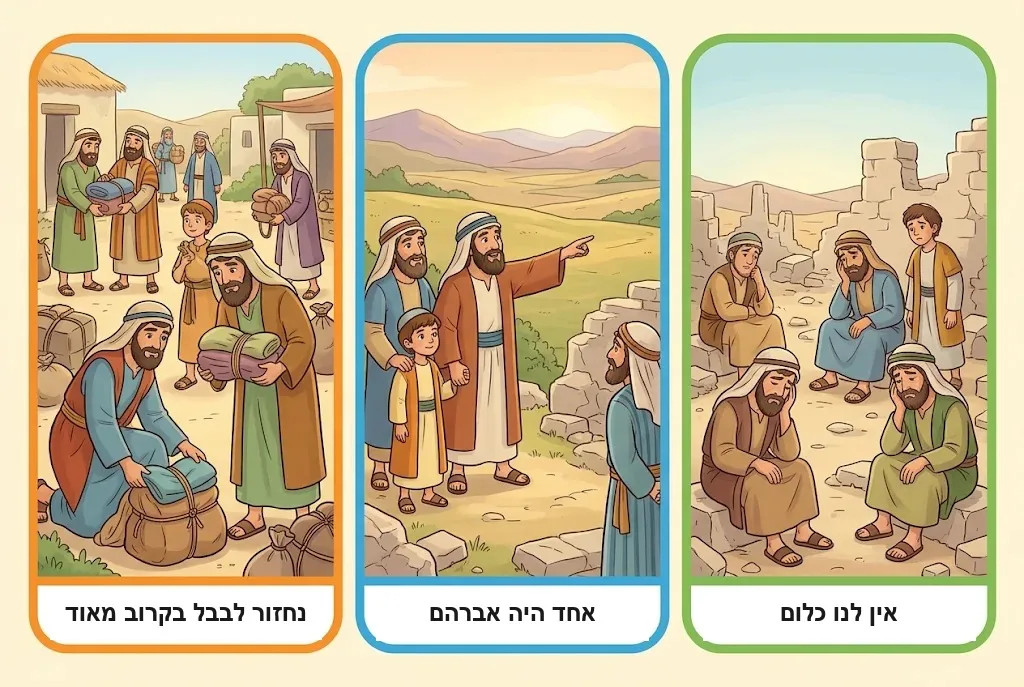 אין לנו כלום
אחד היה אברהם
נחזור לבבל בקרוב מאוד